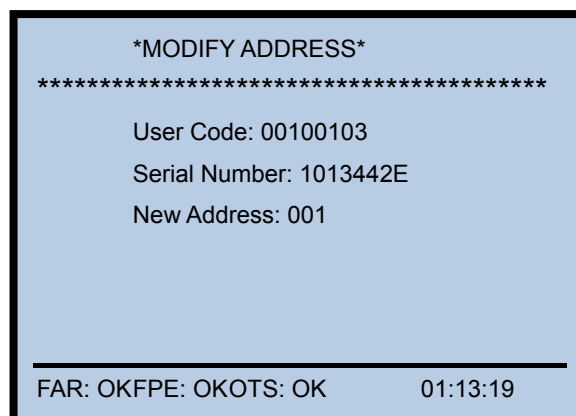 *MODIFY ADDRESS*
*****************************************
User Code: 00100103
Serial Number: 1013442E
New Address: 001
FAR: OKFPE: OKOTS: OK 01:13:19